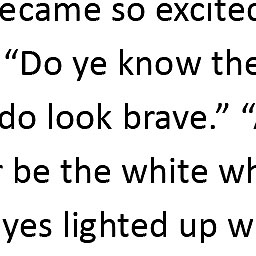 ecame so excited
“Do ye know the
do look brave.” “
r be the white wh
yes lighted up w